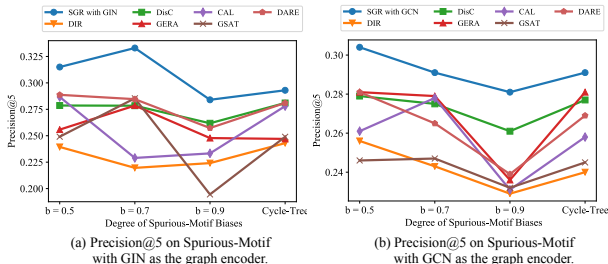 SGR with GIN DisC CAL DARE
DIR GERA GSAT
0.325
0.300
0.275
0.250
0.225
0.200
Precision@5
b = 0.5 b = 0.7 b = 0.9 Cycle-Tree
Degree of Spurious-Motif Biases
(a) Precision@5 on Spurious-Motif
with GIN as the graph encoder.
SGR with GCN DisC CAL DARE
DIR GERA GSAT
0.30
0.28
0.26
0.24
Precision@5
b = 0.5 b = 0.7 b = 0.9 Cycle-Tree
Degree of Spurious-Motif Biases
(b) Precision@5 on Spurious-Motif
with GCN as the graph encoder.